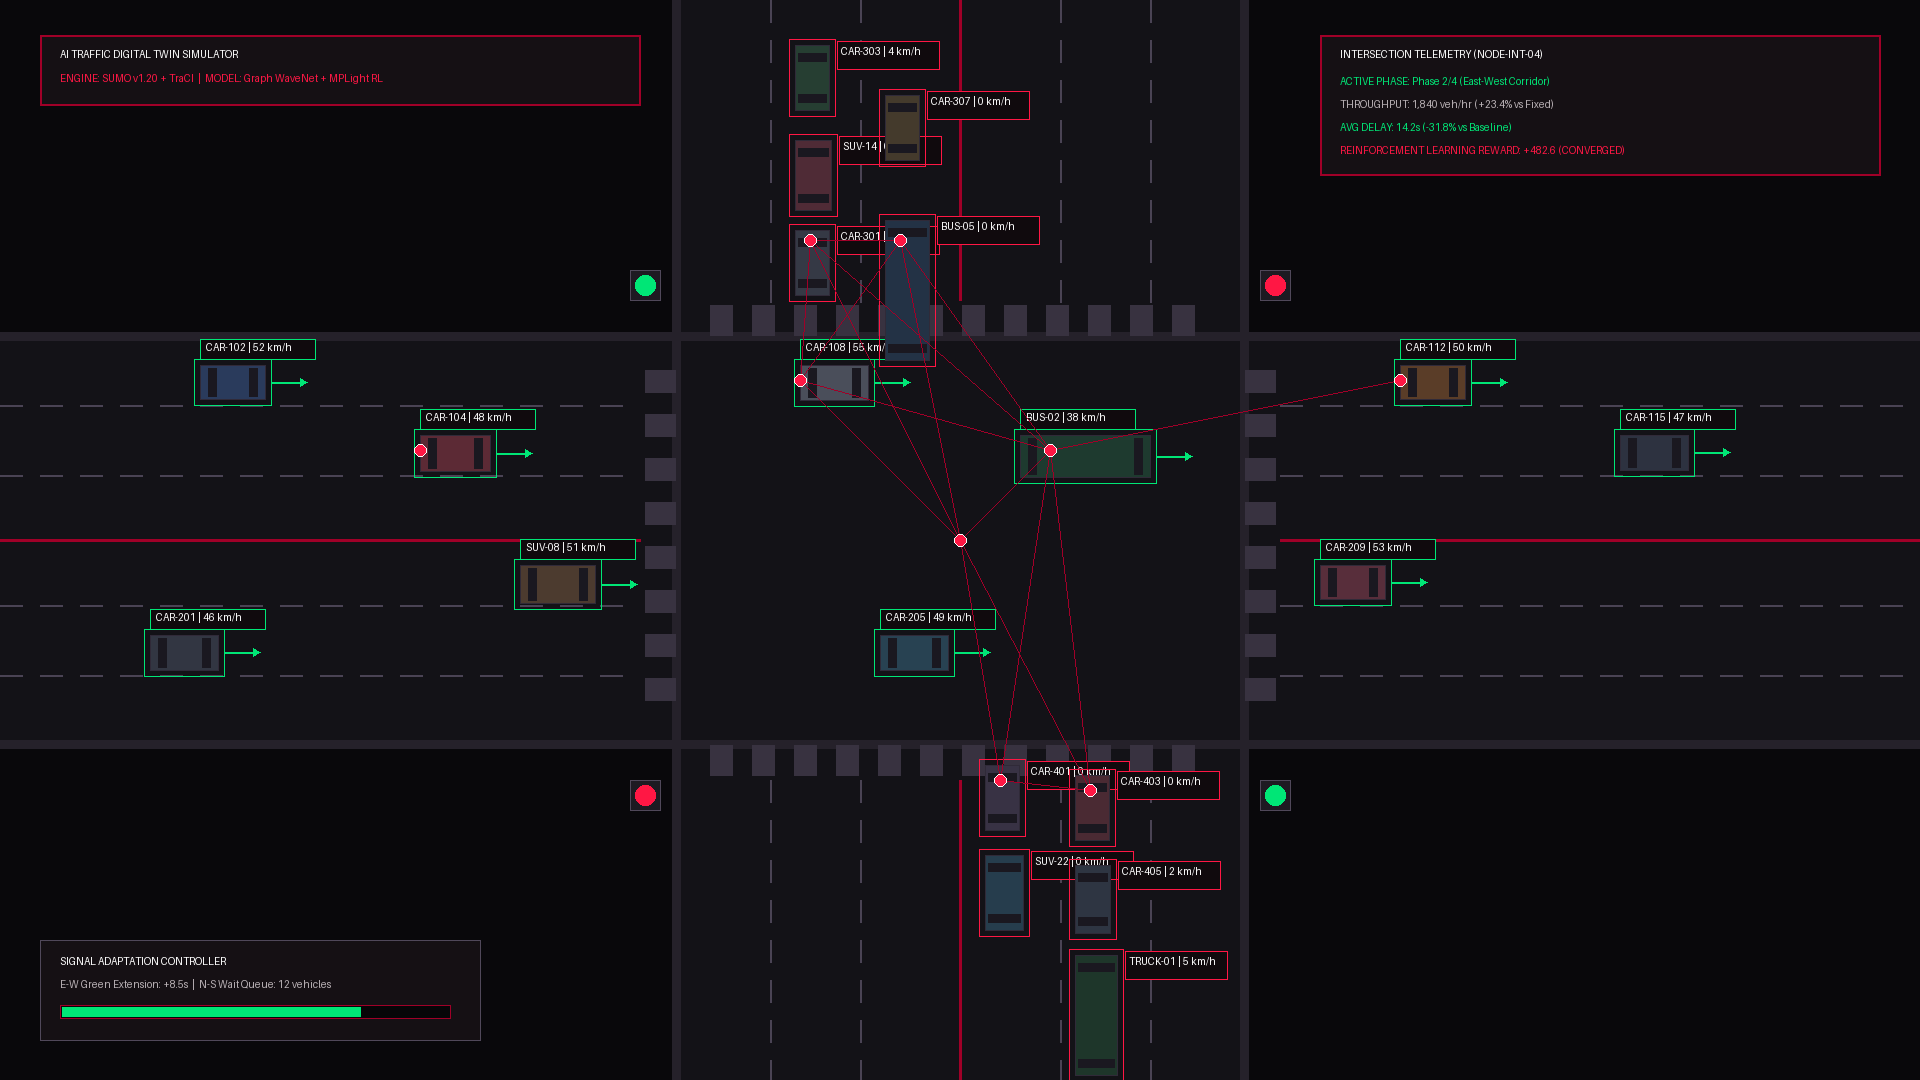 AI TRAFFIC DIGITAL TWIN SIMULATOR
ENGINE: SUMO v1.20 + TraCI | MODEL: Graph WaveNet + MPLight RL
INTERSECTION TELEMETRY (NODE-INT-04)
ACTIVE PHASE: Phase 2/4 (East-West Corridor)
THROUGHPUT: 1,840 veh/hr (+23.4% vs Fixed)
AVG DELAY: 14.2s (-31.8% vs Baseline)
REINFORCEMENT LEARNING REWARD: +482.6 (CONVERGED)
CAR-303 | 4 km/h
CAR-307 | 0 km/h
SUV-14 |
BUS-05 | 0 km/h
CAR-301 |
CAR-102 | 52 km/h
CAR-108 | 55 km/
CAR-112 | 50 km/h
CAR-104 | 48 km/h
BUS-02 | 38 km/h
CAR-115 | 47 km/h
SUV-08 | 51 km/h
CAR-209 | 53 km/h
CAR-201 | 46 km/h
CAR-205 | 49 km/h
CAR-401 | 0 km/h
CAR-403 | 0 km/h
SUV-22 | 0 km/h
CAR-405 | 2 km/h
TRUCK-01 | 5 km/h
SIGNAL ADAPTATION CONTROLLER
E-W Green Extension: +8.5s | N-S Wait Queue: 12 vehicles